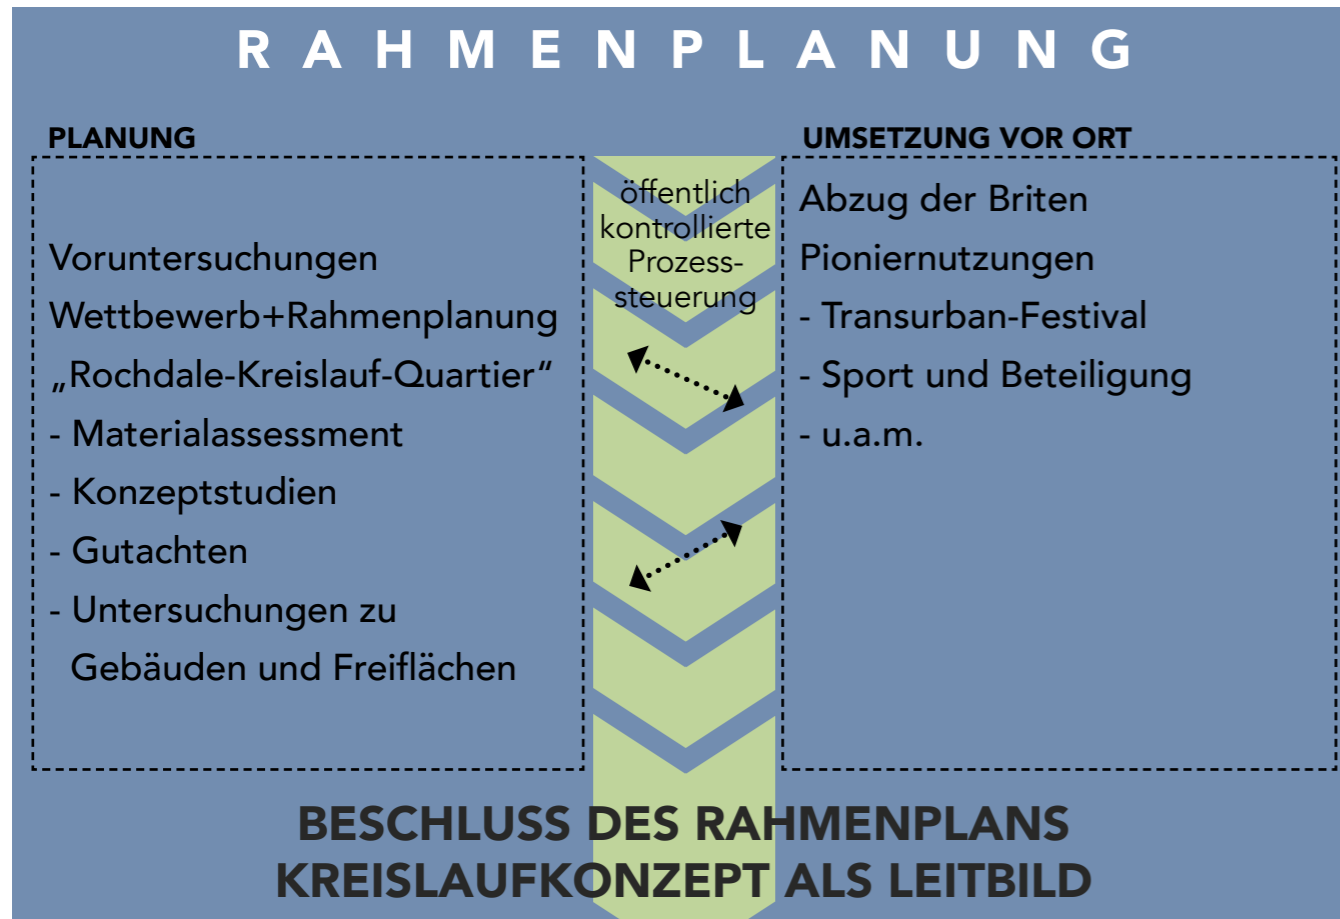 RAHMENPLANUNG
PLANUNG
Voruntersuchungen
Wettbewerb+Rahmenplanung
„Rochdale-Kreislauf-Quartier“
- Materialassessment
- Konzeptstudien
- Gutachten
- Untersuchungen zu
Gebäuden und Freiflächen
öffentlich
kontrollierte
Prozess-
steuerung
UMSETZUNG VOR ORT
Abzug der Briten
Pioniernutzungen
- Transurban-Festival
- Sport und Beteiligung
- u.a.m.
BESCHLUSS DES RAHMENPLANS
KREISLAUFKONZEPT ALS LEITBILD